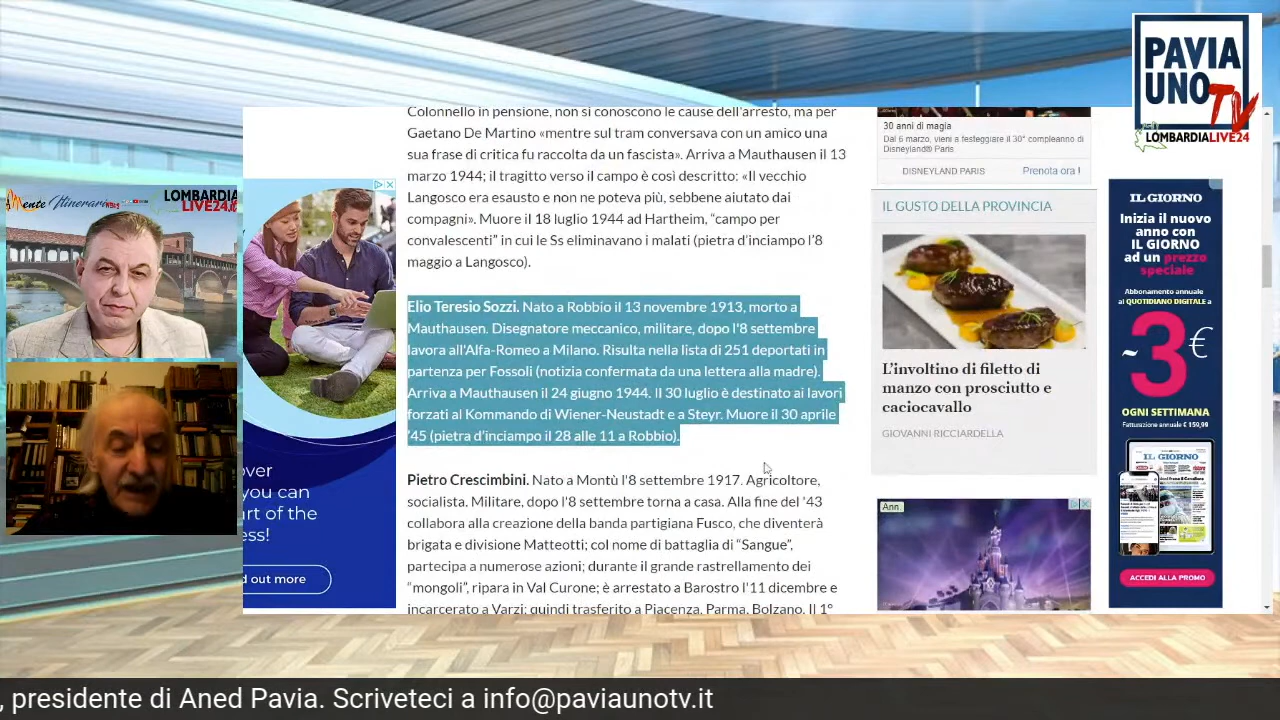 PAVIA
UNO TV
LOMBARDIALIVE24
Mente Itinerari
LOMBARDIA
LIVE24
Colonnello in pensione, non si conoscono le cause dell'arresto, ma per
Gaetano De Martino «mentre sul tram conversava con un amico una
sua frase di critica fu raccolta da un fascista». Arriva a Mauthausen il 13
marzo 1944; il tragitto verso il campo è così descritto: «Il vecchio
Langosco era esausto e non ne poteva più, sebbene aiutato dai
compagni». Muore il 18 luglio 1944 ad Hartheim, "campo per
convalescenti" in cui le Ss eliminavano i malati (pietra d'inciampo l'8
maggio a Langosco).
Elio Teresio Sozzi. Nato a Robbio il 13 novembre 1913, morto a
Mauthausen. Disegnatore meccanico, militare, dopo l'8 settembre
lavora all'Alfa-Romeo a Milano. Risulta nella lista di 251 deportati in
partenza per Fossoli (notizia confermata da una lettera alla madre).
Arriva a Mauthausen il 24 giugno 1944. Il 30 luglio è destinato ai lavori
forzati al Kommando di Wiener-Neustadt e a Steyr. Muore il 30 aprile
'45 (pietra d'inciampo il 28 alle 11 a Robbio).
Pietro Crescimbini. Nato a Montù l'8 settembre 1917. Agricoltore,
socialista. Militare, dopo l'8 settembre torna a casa. Alla fine del '43
collabora alla creazione della banda partigiana Fusco, che diventerà
brigata e divisione Matteotti; col nome di battaglia di "Sangue",
partecipa a numerose azioni; durante il grande rastrellamento dei
"mongoli", ripara in Val Curone; è arrestato a Barostro l'11 dicembre e
incarcerato a Varzi; quindi trasferito a Piacenza, Parma, Bolzano. Il 1°
over
you can
art of the
ess!
d out more
30 anni di magia
Dal 6 marzo, vieni a festeggiare il 30° compleanno di
Disneyland® Paris
DISNEYLAND PARIS
Prenota ora !
IL GUSTO DELLA PROVINCIA
L'involtino di filetto di
manzo con prosciutto e
caciocavallo
GIOVANNI RICCIARDELLA
Ann.
IL GIORNO
Inizia il nuovo
anno con
IL GIORNO
ad un prezzo
speciale
Abbonamento annuale
al QUOTIDIANO DIGITALE a
~3€
OGNI SETTIMANA
Fatturazione annuale € 159,99
IL GIORNO
ACCEDI ALLA PROMO
, presidente di Aned Pavia. Scriveteci a info@paviaunotv.it